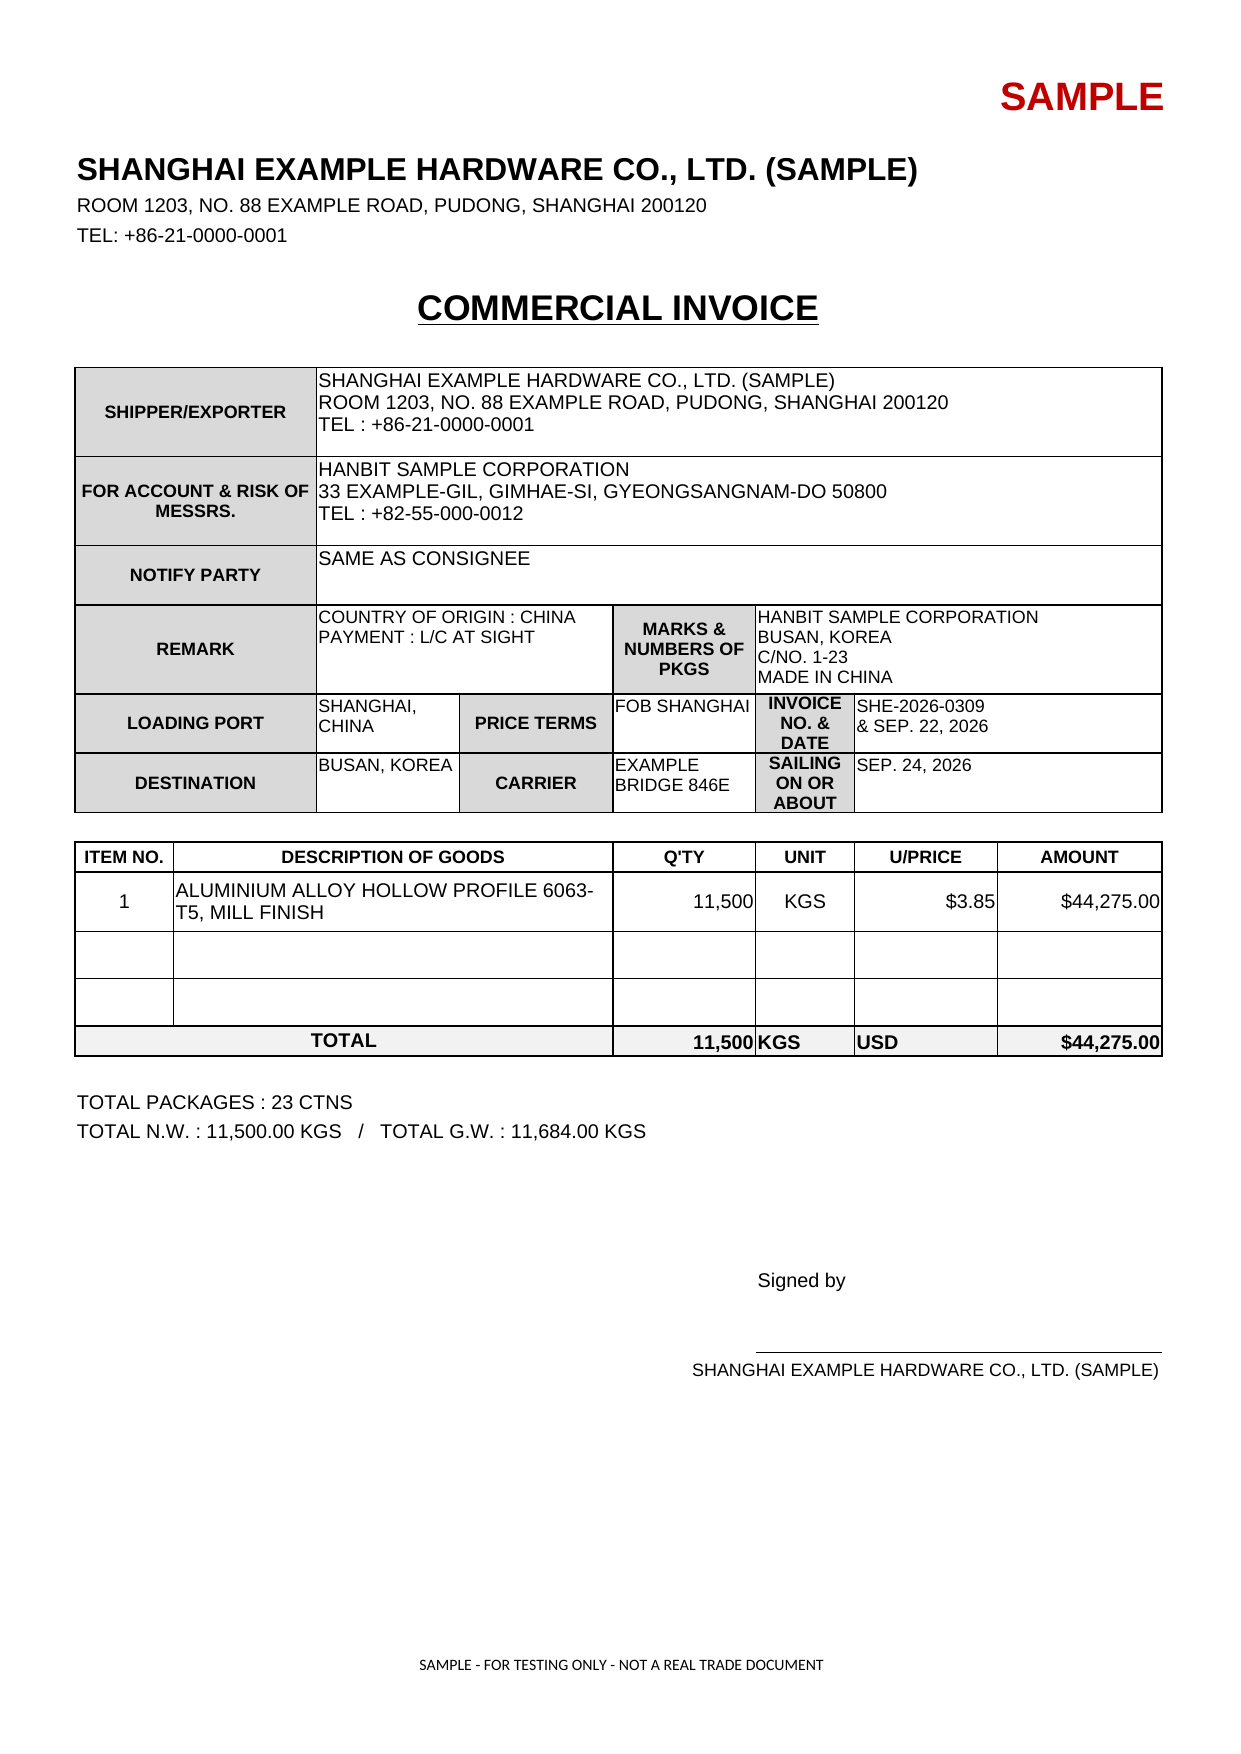 SAMPLE
SHANGHAI EXAMPLE HARDWARE CO., LTD. (SAMPLE)
ROOM 1203, NO. 88 EXAMPLE ROAD, PUDONG, SHANGHAI 200120
TEL: +86-21-0000-0001
COMMERCIAL INVOICE
SHIPPER/EXPORTER
SHANGHAI EXAMPLE HARDWARE CO., LTD. (SAMPLE)
ROOM 1203, NO. 88 EXAMPLE ROAD, PUDONG, SHANGHAI 200120
TEL : +86-21-0000-0001
FOR ACCOUNT & RISK OF
MESSRS.
HANBIT SAMPLE CORPORATION
33 EXAMPLE-GIL, GIMHAE-SI, GYEONGSANGNAM-DO 50800
TEL : +82-55-000-0012
NOTIFY PARTY
SAME AS CONSIGNEE
REMARK
COUNTRY OF ORIGIN : CHINA
PAYMENT : L/C AT SIGHT
MARKS &
NUMBERS OF
PKGS
HANBIT SAMPLE CORPORATION
BUSAN, KOREA
C/NO. 1-23
MADE IN CHINA
LOADING PORT
SHANGHAI,
CHINA
PRICE TERMS
FOB SHANGHAI
INVOICE
NO. &
DATE
SHE-2026-0309
& SEP. 22, 2026
DESTINATION
BUSAN, KOREA
CARRIER
EXAMPLE
BRIDGE 846E
SAILING
ON OR
ABOUT
SEP. 24, 2026
ITEM NO. DESCRIPTION OF GOODS Q'TY UNIT U/PRICE AMOUNT
1 ALUMINIUM ALLOY HOLLOW PROFILE 6063-
T5, MILL FINISH 11,500 KGS $3.85 $44,275.00
TOTAL 11,500 KGS USD $44,275.00
TOTAL PACKAGES : 23 CTNS
TOTAL N.W. : 11,500.00 KGS / TOTAL G.W. : 11,684.00 KGS
Signed by
SHANGHAI EXAMPLE HARDWARE CO., LTD. (SAMPLE)
SAMPLE - FOR TESTING ONLY - NOT A REAL TRADE DOCUMENT